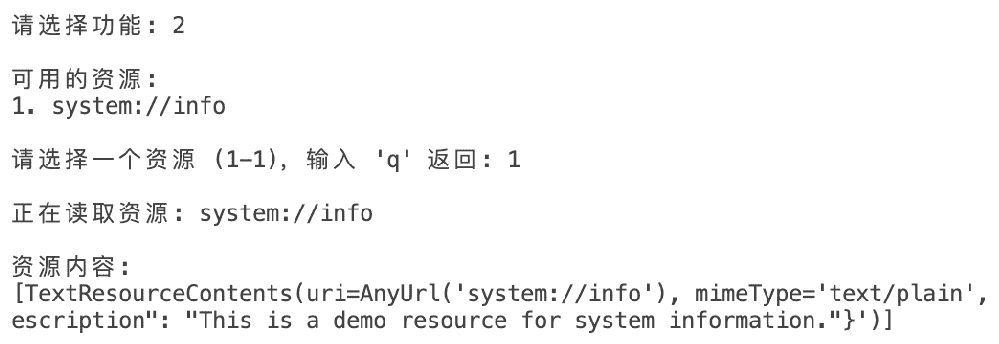 请选择功能: 2
可用的资源:
1. system://info
请选择一个资源 (1-1), 输入 'q' 返回: 1
正在读取资源: system://info
资源内容:
[TextResourceContents(uri=AnyUrl('system://info'), mimeType='text/plain',
escription": "This is a demo resource for system information."}')]